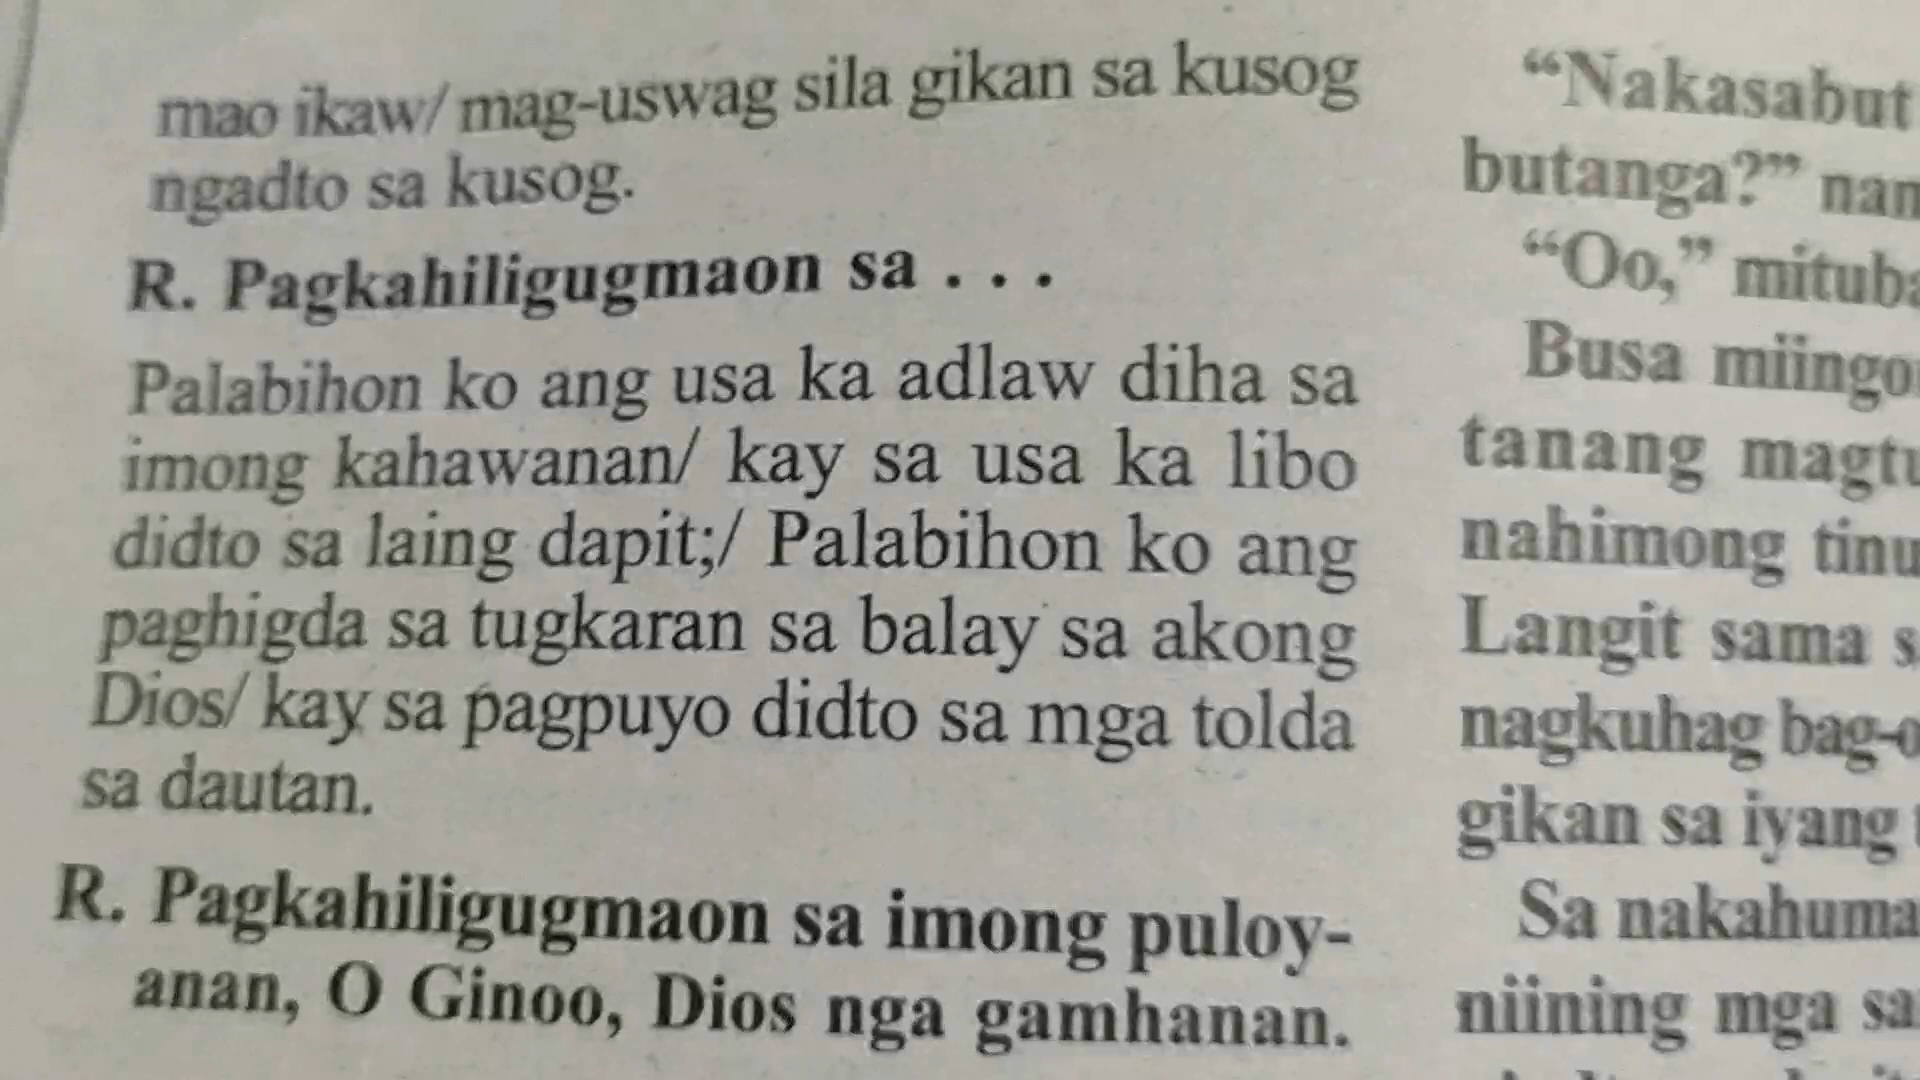 mao ikaw/ mag-uswag sila gikan sa kusog
ngadto sa kusog.
R. Pagkahiligugmaon sa . . .
Palabihon ko ang usa ka adlaw diha sa
imong kahawanan/ kay sa usa ka libo
didto sa laing dapit;/ Palabihon ko ang
paghigda sa tugkaran sa balay sa akong
Dios/ kay sa pagpuyo didto sa mga tolda
sa dautan.
R. Pagkahiligugmaon sa imong puloy-
anan, O Ginoo, Dios nga gamhanan.
“Nakasabut
butanga?”
“Oo,”
Busa
tanang
nahimong
Langit sama
nagkuhag
gikan sa iyang
Sa
niining mga